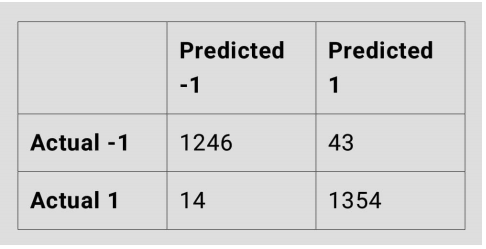 Predicted Predicted
-1 1
Actual -1 1246 43
Actual 1 14 1354